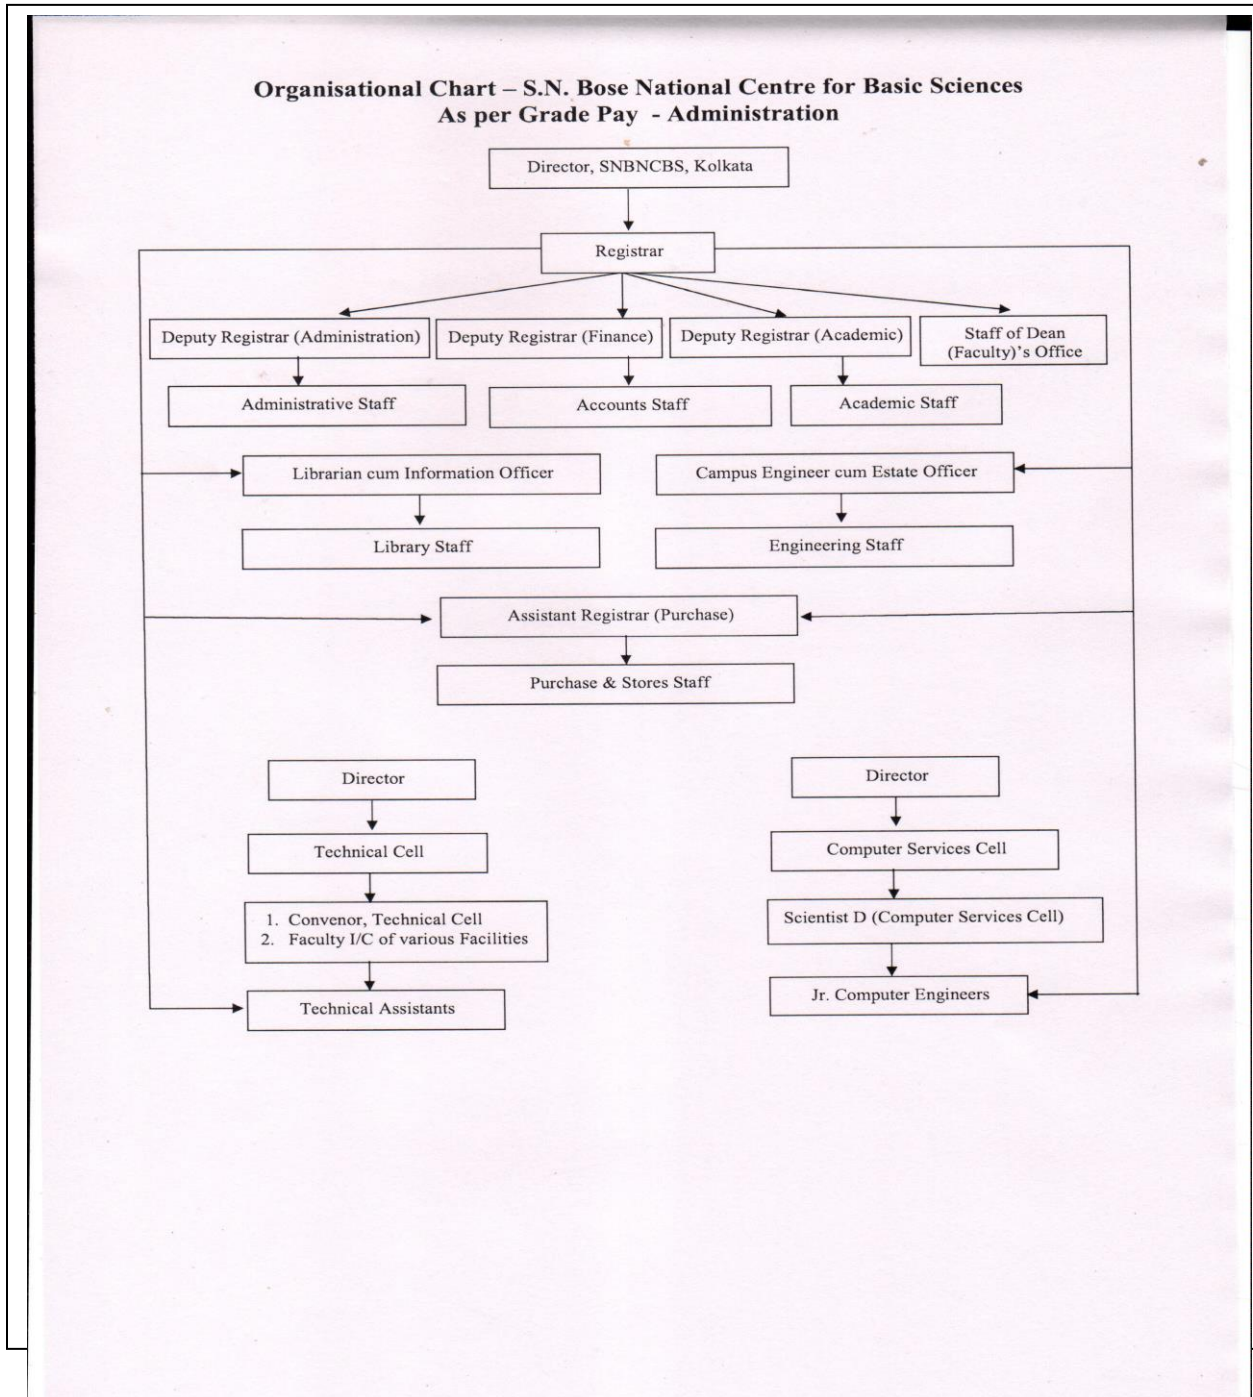 Organisational Chart – S.N. Bose National Centre for Basic Sciences
As per Grade Pay - Administration
Director, SNBNCBS, Kolkata
Registrar
Deputy Registrar (Administration)
Deputy Registrar (Finance)
Deputy Registrar (Academic)
Staff of Dean
(Faculty)'s Office
Administrative Staff
Accounts Staff
Academic Staff
Librarian cum Information Officer
Campus Engineer cum Estate Officer
Library Staff
Engineering Staff
Assistant Registrar (Purchase)
Purchase & Stores Staff
Director
Director
Technical Cell
Computer Services Cell
1. Convenor, Technical Cell
2. Faculty I/C of various Facilities
Scientist D (Computer Services Cell)
Technical Assistants
Jr. Computer Engineers